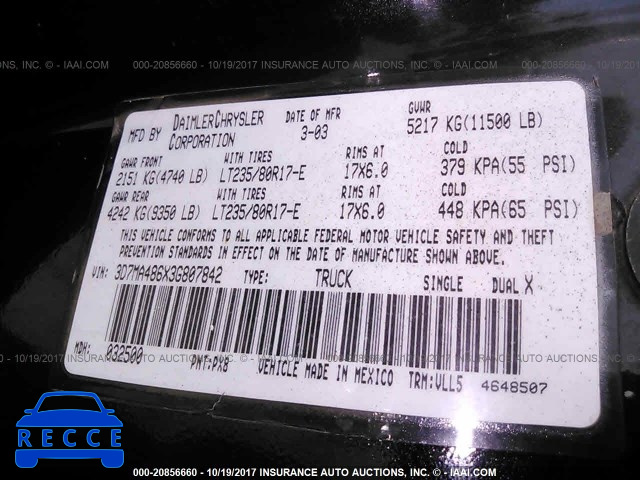 000-20856660 - 10/19/2017 INSURANCE AUTO AUCTIONS, INC. © - IAAI.COM
MFD BY DAIMLERCHRYSLER CORPORATION DATE OF MFR 3-03 GVWR 5217 KG(11500 LB)
GAWR FRONT WITH TIRES RIMS AT COLD
2151 KG(4740 LB) LT235/80R17-E 17X6.0 379 KPA(55 PSI)
GAWR REAR WITH TIRES RIMS AT COLD
4242 KG(9350 LB) LT235/80R17-E 17X6.0 448 KPA(65 PSI)
THIS VEHICLE CONFORMS TO ALL APPLICABLE FEDERAL MOTOR VEHICLE SAFETY AND THEFT
PREVENTION STANDARDS IN EFFECT ON THE DATE OF MANUFACTURE SHOWN ABOVE.
VIN: 3D7MA486X3G807842 TYPE: TRUCK SINGLE DUAL X
MDH: 032500 PNT:PX8 VEHICLE MADE IN MEXICO TRM:VLL5 4648507
RECCE
000-20856660 - 10/19/2017 INSURANCE AUTO AUCTIONS, INC. © - IAAI.COM